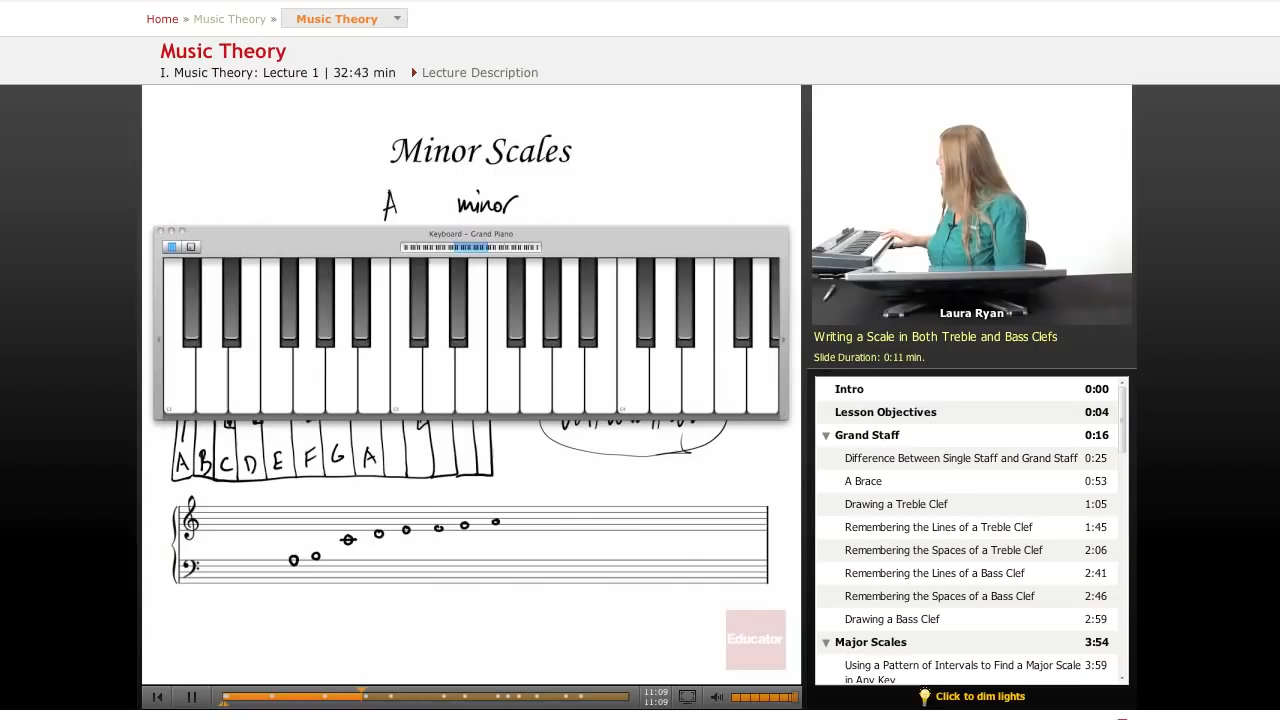 Home » Music Theory » Music Theory
Music Theory
I. Music Theory: Lecture 1 | 32:43 min Lecture Description
Minor Scales
A minor
Keyboard - Grand Piano
C2 C3 C4
A B C D E F G A
Educator
11:09
11:09
Laura Ryan
Writing a Scale in Both Treble and Bass Clefs
Slide Duration: 0:11 min.
Intro 0:00
Lesson Objectives 0:04
Grand Staff 0:16
Difference Between Single Staff and Grand Staff 0:25
A Brace 0:53
Drawing a Treble Clef 1:05
Remembering the Lines of a Treble Clef 1:45
Remembering the Spaces of a Treble Clef 2:06
Remembering the Lines of a Bass Clef 2:41
Remembering the Spaces of a Bass Clef 2:46
Drawing a Bass Clef 2:59
Major Scales 3:54
Using a Pattern of Intervals to Find a Major Scale 3:59
in Any Key
Click to dim lights